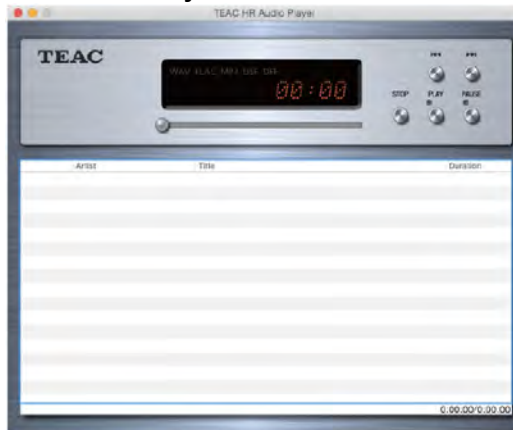 TEAC HR Audio Player
TEAC
WAV FLAC MP3 DSF DFF
00:00
STOP PLAY PAUSE
Artist Title Duration
0:00:00/0:00:00